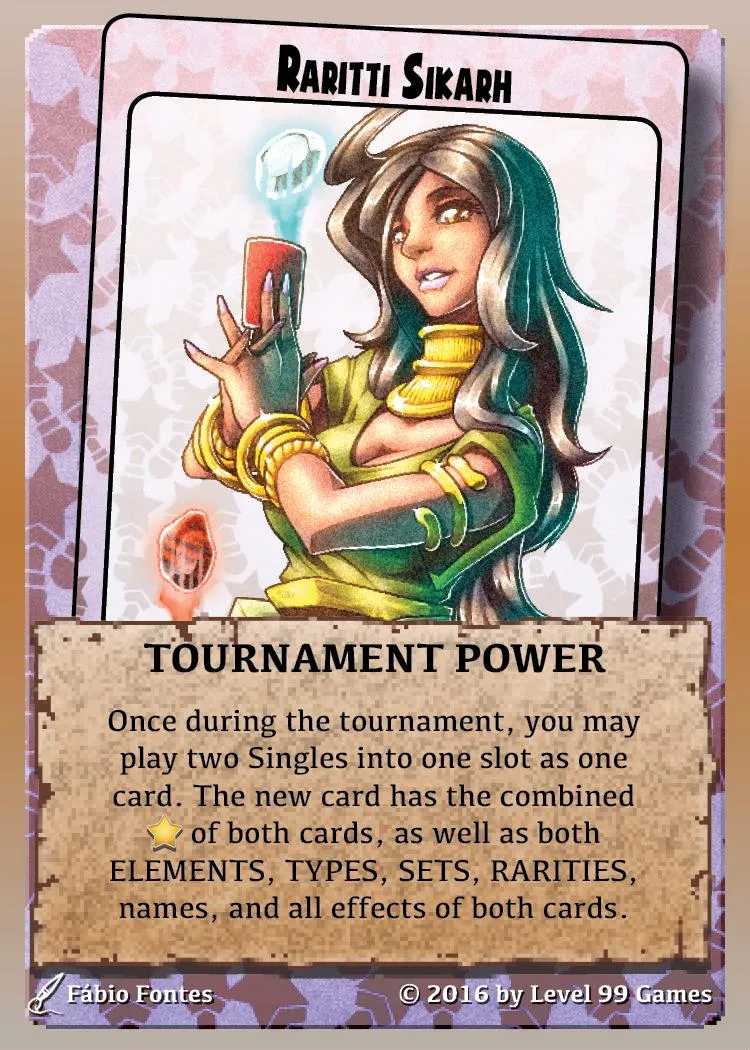 Raritti Sikarh
TOURNAMENT POWER
Once during the tournament, you may
play two Singles into one slot as one
card. The new card has the combined
of both cards, as well as both
ELEMENTS, TYPES, SETS, RARITIES,
names, and all effects of both cards.
Fábio Fontes
© 2016 by Level 99 Games